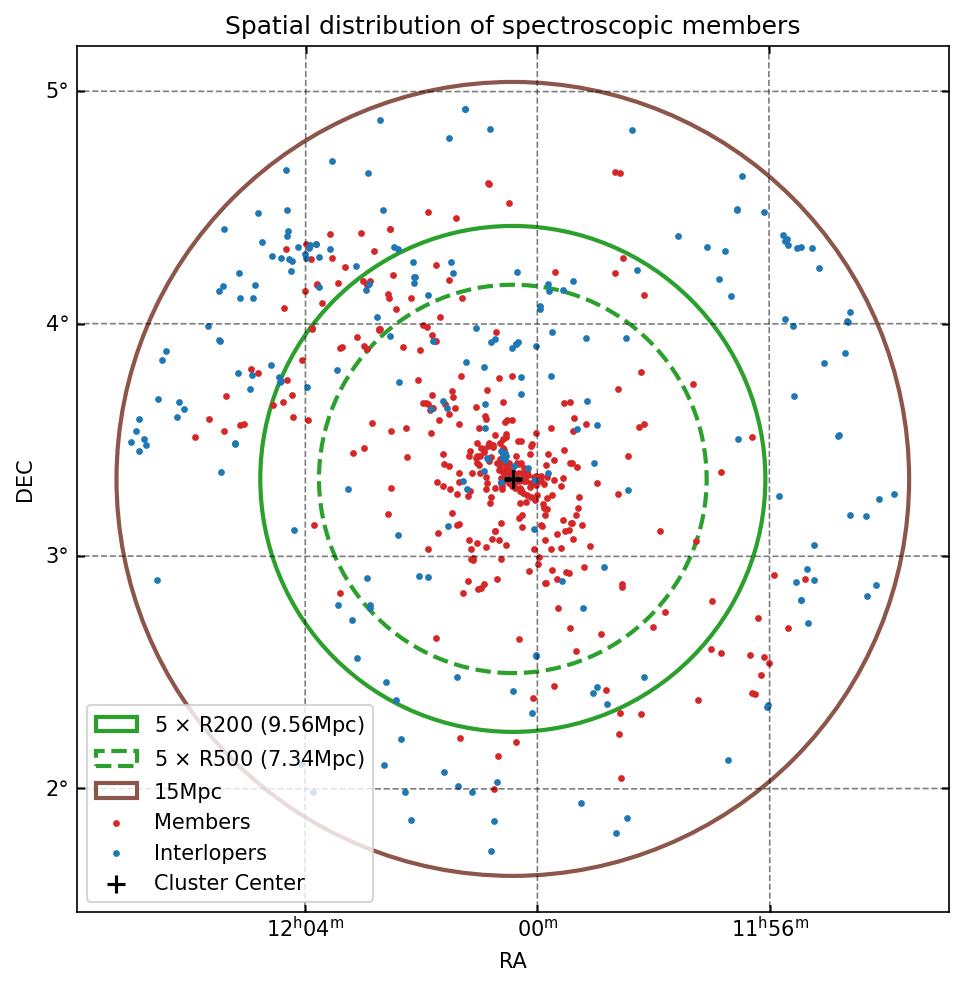 Spatial distribution of spectroscopic members
5°
4°
3°
2°
DEC
5 × R200 (9.56Mpc)
5 × R500 (7.34Mpc)
15Mpc
Members
Interlopers
Cluster Center
12ʰ04ᵐ 00ᵐ 11ʰ56ᵐ
RA